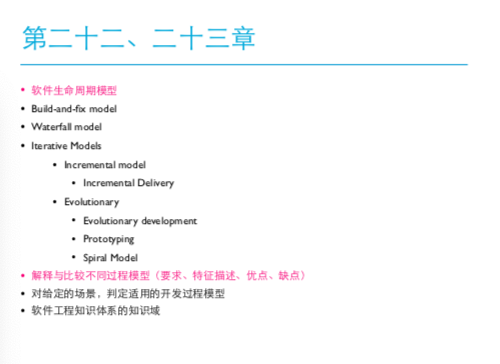 第二十二、二十三章
• 软件生命周期模型
• Build-and-fix model
• Waterfall model
• Iterative Models
• Incremental model
• Incremental Delivery
• Evolutionary
• Evolutionary development
• Prototyping
• Spiral Model
• 解释与比较不同过程模型（要求、特征描述、优点、缺点）
• 对给定的场景，判定适用的开发过程模型
• 软件工程知识体系的知识域